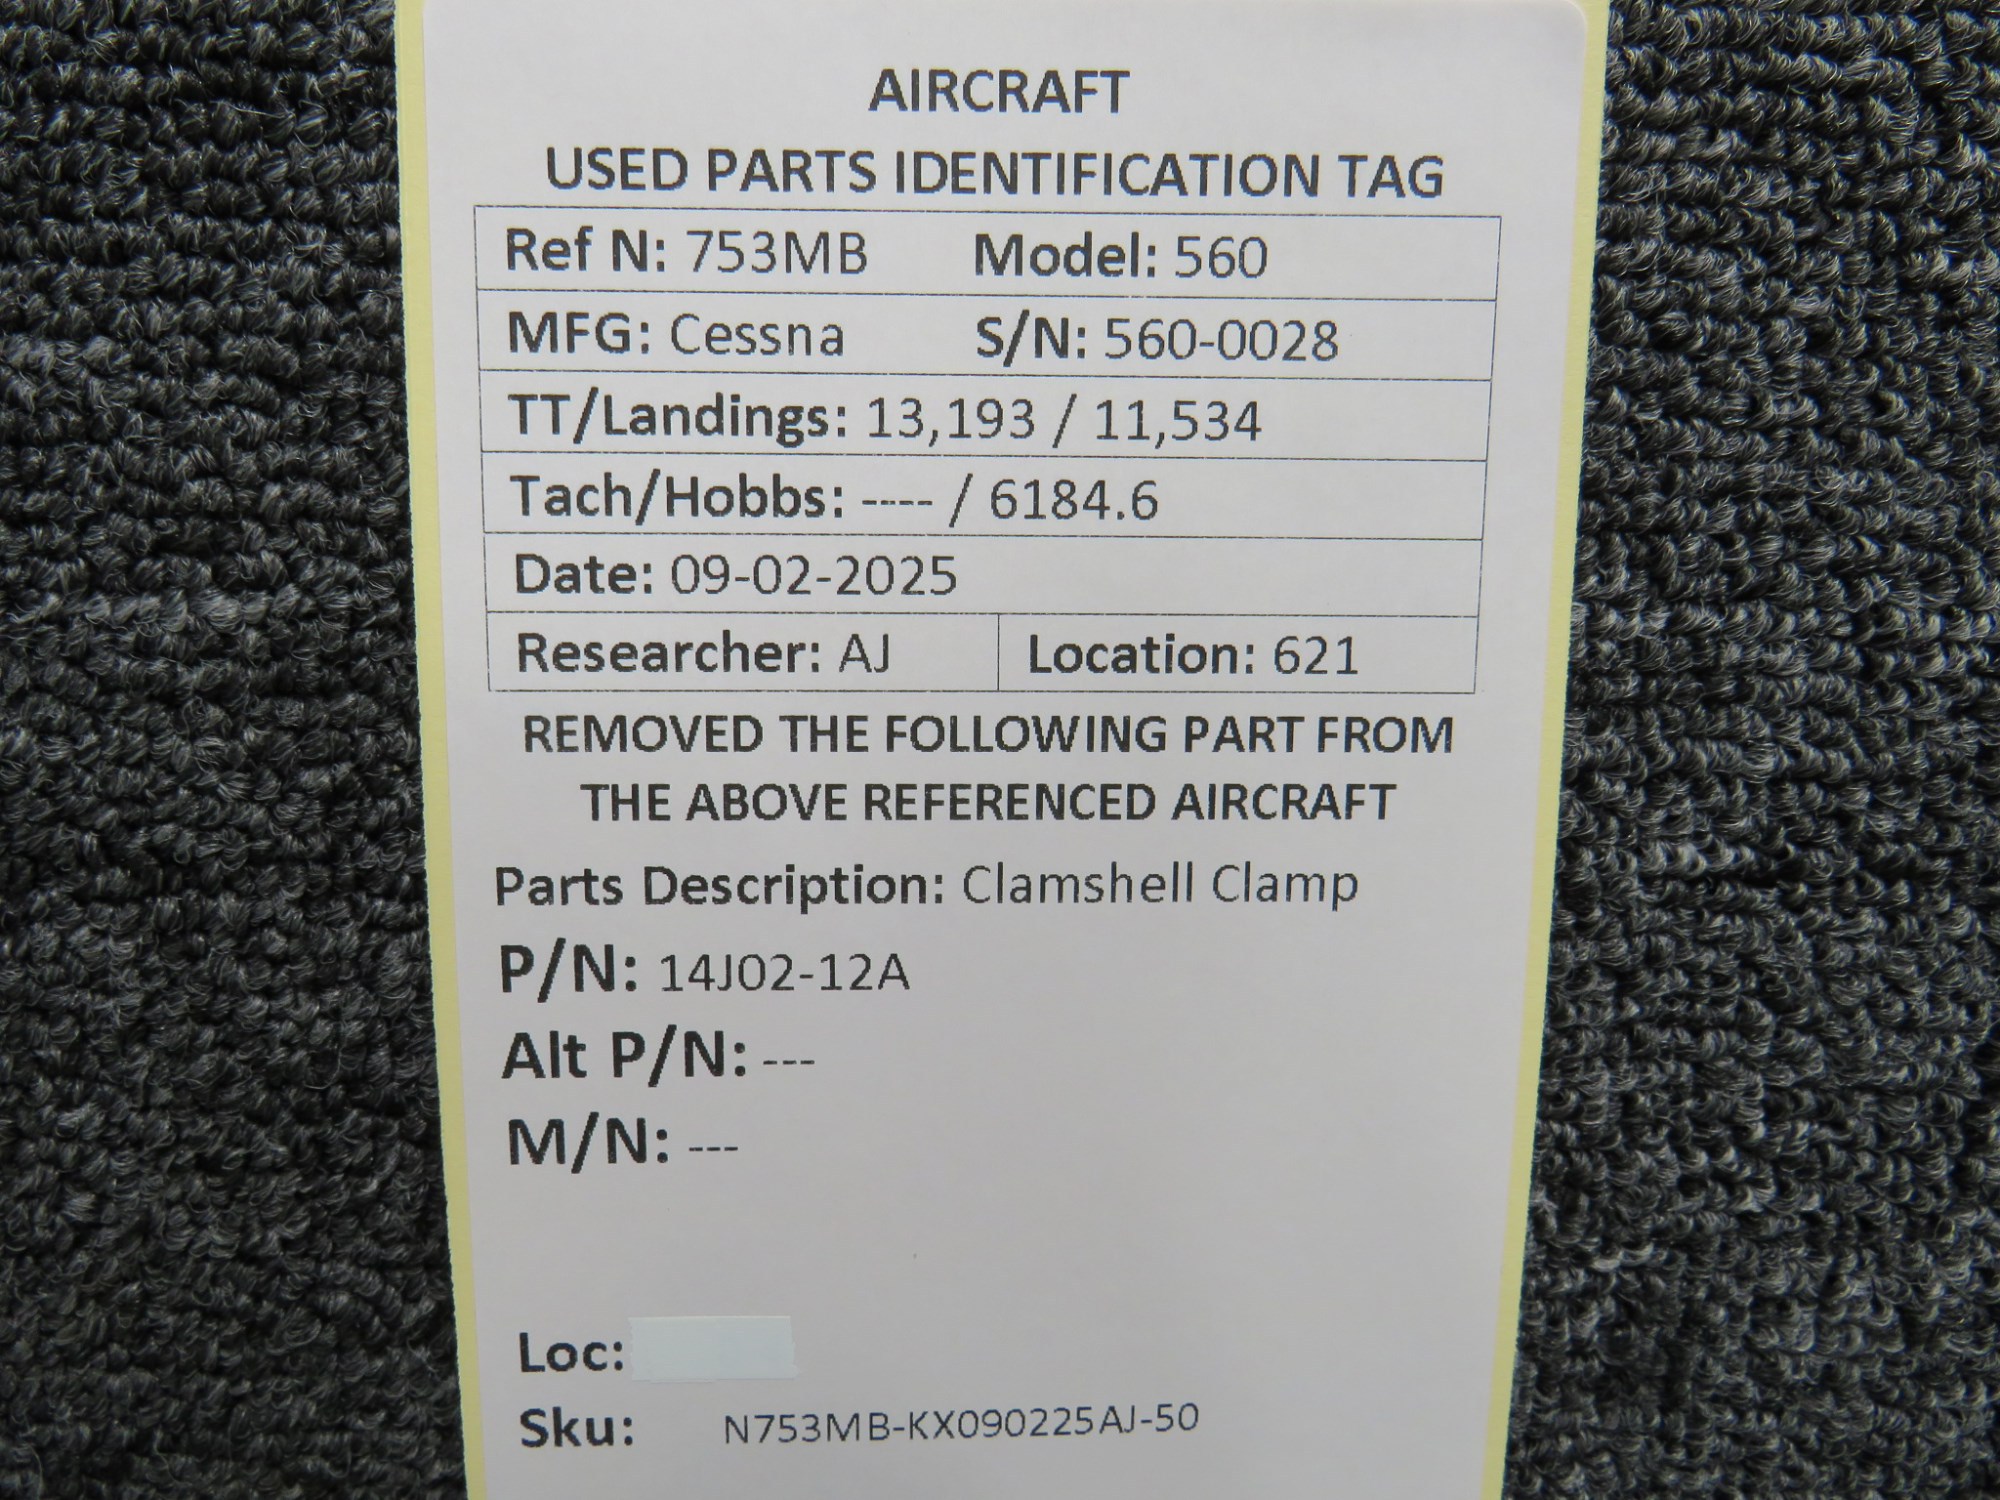 AIRCRAFT
USED PARTS IDENTIFICATION TAG
Ref N: 753MB Model: 560
MFG: Cessna S/N: 560-0028
TT/Landings: 13,193 / 11,534
Tach/Hobbs: ---- / 6184.6
Date: 09-02-2025
Researcher: AJ Location: 621
REMOVED THE FOLLOWING PART FROM
THE ABOVE REFERENCED AIRCRAFT
Parts Description: Clamshell Clamp
P/N: 14J02-12A
Alt P/N: ---
M/N: ---
Loc:
Sku: N753MB-KX090225AJ-50